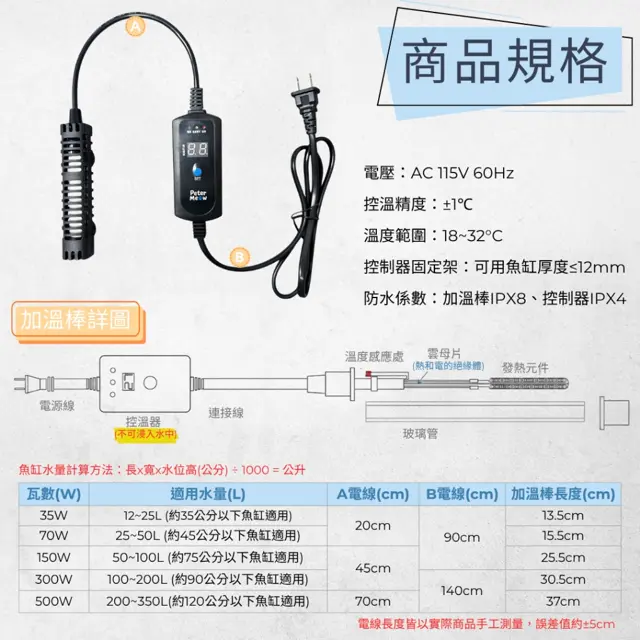 商品規格
A
B
Peter
Meow
SET
電壓：AC 115V 60Hz
控溫精度：±1℃
溫度範圍：18~32°C
控制器固定架：可用魚缸厚度≤12mm
防水係數：加溫棒IPX8、控制器IPX4
加溫棒詳圖
電源線
控溫器
(不可浸入水中)
連接線
溫度感應處
雲母片
(熱和電的絕緣體)
發熱元件
玻璃管
魚缸水量計算方法：長x寬x水位高(公分) ÷ 1000 = 公升
瓦數(W) 適用水量(L) A電線(cm) B電線(cm) 加溫棒長度(cm)
35W 12~25L (約35公分以下魚缸適用) 20cm 90cm 13.5cm
70W 25~50L (約45公分以下魚缸適用) 15.5cm
150W 50~100L (約75公分以下魚缸適用) 45cm 25.5cm
300W 100~200L (約90公分以下魚缸適用) 140cm 30.5cm
500W 200~350L(約120公分以下魚缸適用) 70cm 37cm
電線長度皆以實際商品手工測量，誤差值約±5cm